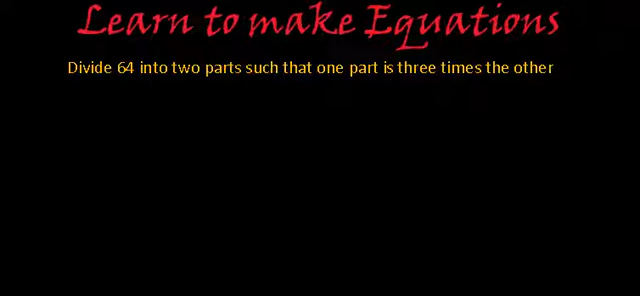 Learn to make Equations
Divide 64 into two parts such that one part is three times the other